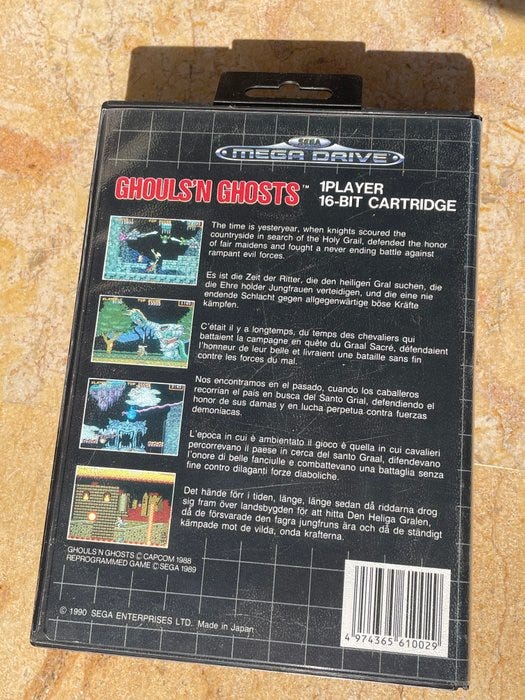 SEGA
MEGA DRIVE
GHOULS'N GHOSTS™
1PLAYER
16-BIT CARTRIDGE
The time is yesteryear, when knights scoured the
countryside in search of the Holy Grail, defended the honor
of fair maidens and fought a never ending battle against
rampant evil forces.
Es ist die Zeit der Ritter, die den heiligen Gral suchen, die
die Ehre holder Jungfrauen verteidigen, und die eine nie
endende Schlacht gegen allgegenwärtige böse Kräfte
kämpfen.
C'était il y a longtemps, du temps des chevaliers qui
battaient la campagne en quête du Graal Sacré, défendaient
l'honneur de leur belle et livraient une bataille sans fin
contre les forces du mal.
Nos encontramos en el pasado, cuando los caballeros
recorrían el país en busca del Santo Grial, defendiendo el
honor de sus damas y en lucha perpetua contra fuerzas
demoníacas.
L'epoca in cui è ambientato il gioco è quella in cui cavalieri
percorrevano il paese in cerca del santo Graal, difendevano
l'onore di belle fanciulle e combattevano una battaglia senza
fine contro dilaganti forze diaboliche.
Det hände förr i tiden, länge, länge sedan då riddarna drog
sig fram över landsbygden för att hitta Den Heliga Gralen,
då de försvarade den fagra jungfruns ära och då de ständigt
kämpade mot de vilda, onda krafterna.
GHOULS'N GHOSTS © CAPCOM 1988
REPROGRAMMED GAME © SEGA 1989
© 1990 SEGA ENTERPRISES LTD. Made in Japan
4 974365 610029